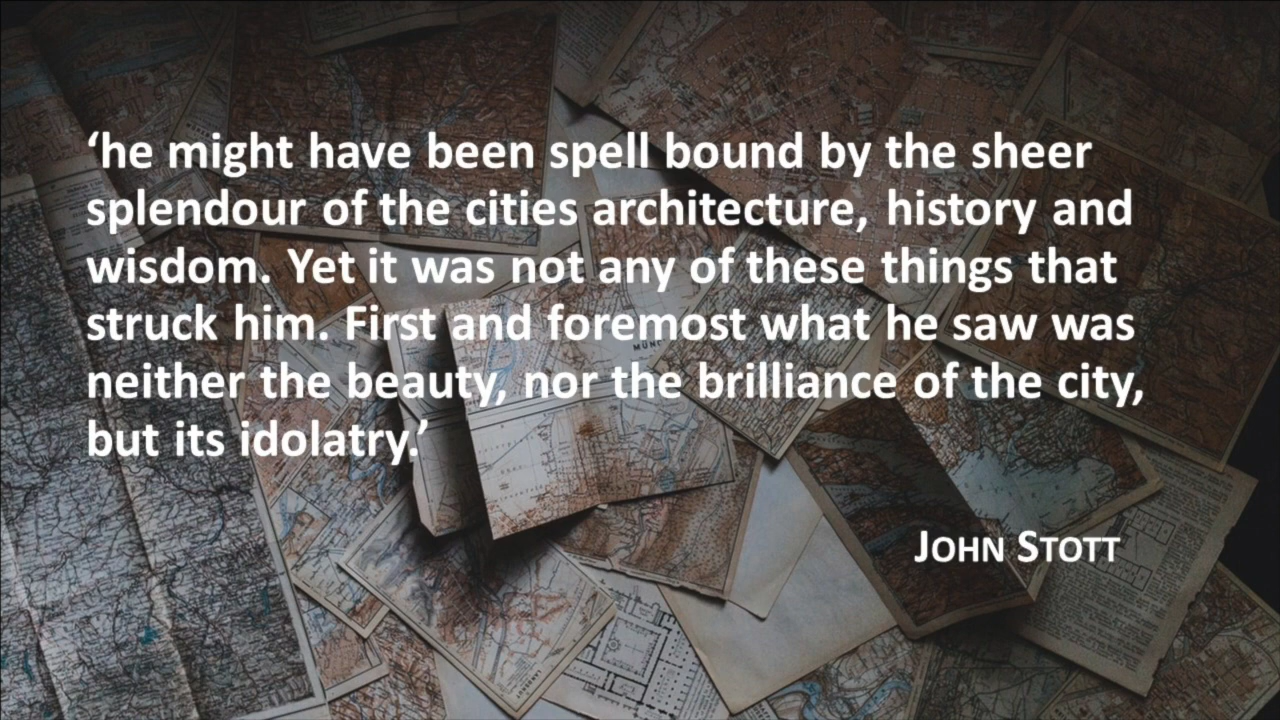 ‘he might have been spell bound by the sheer
splendour of the cities architecture, history and
wisdom. Yet it was not any of these things that
struck him. First and foremost what he saw was
neither the beauty, nor the brilliance of the city,
but its idolatry.’
John Stott